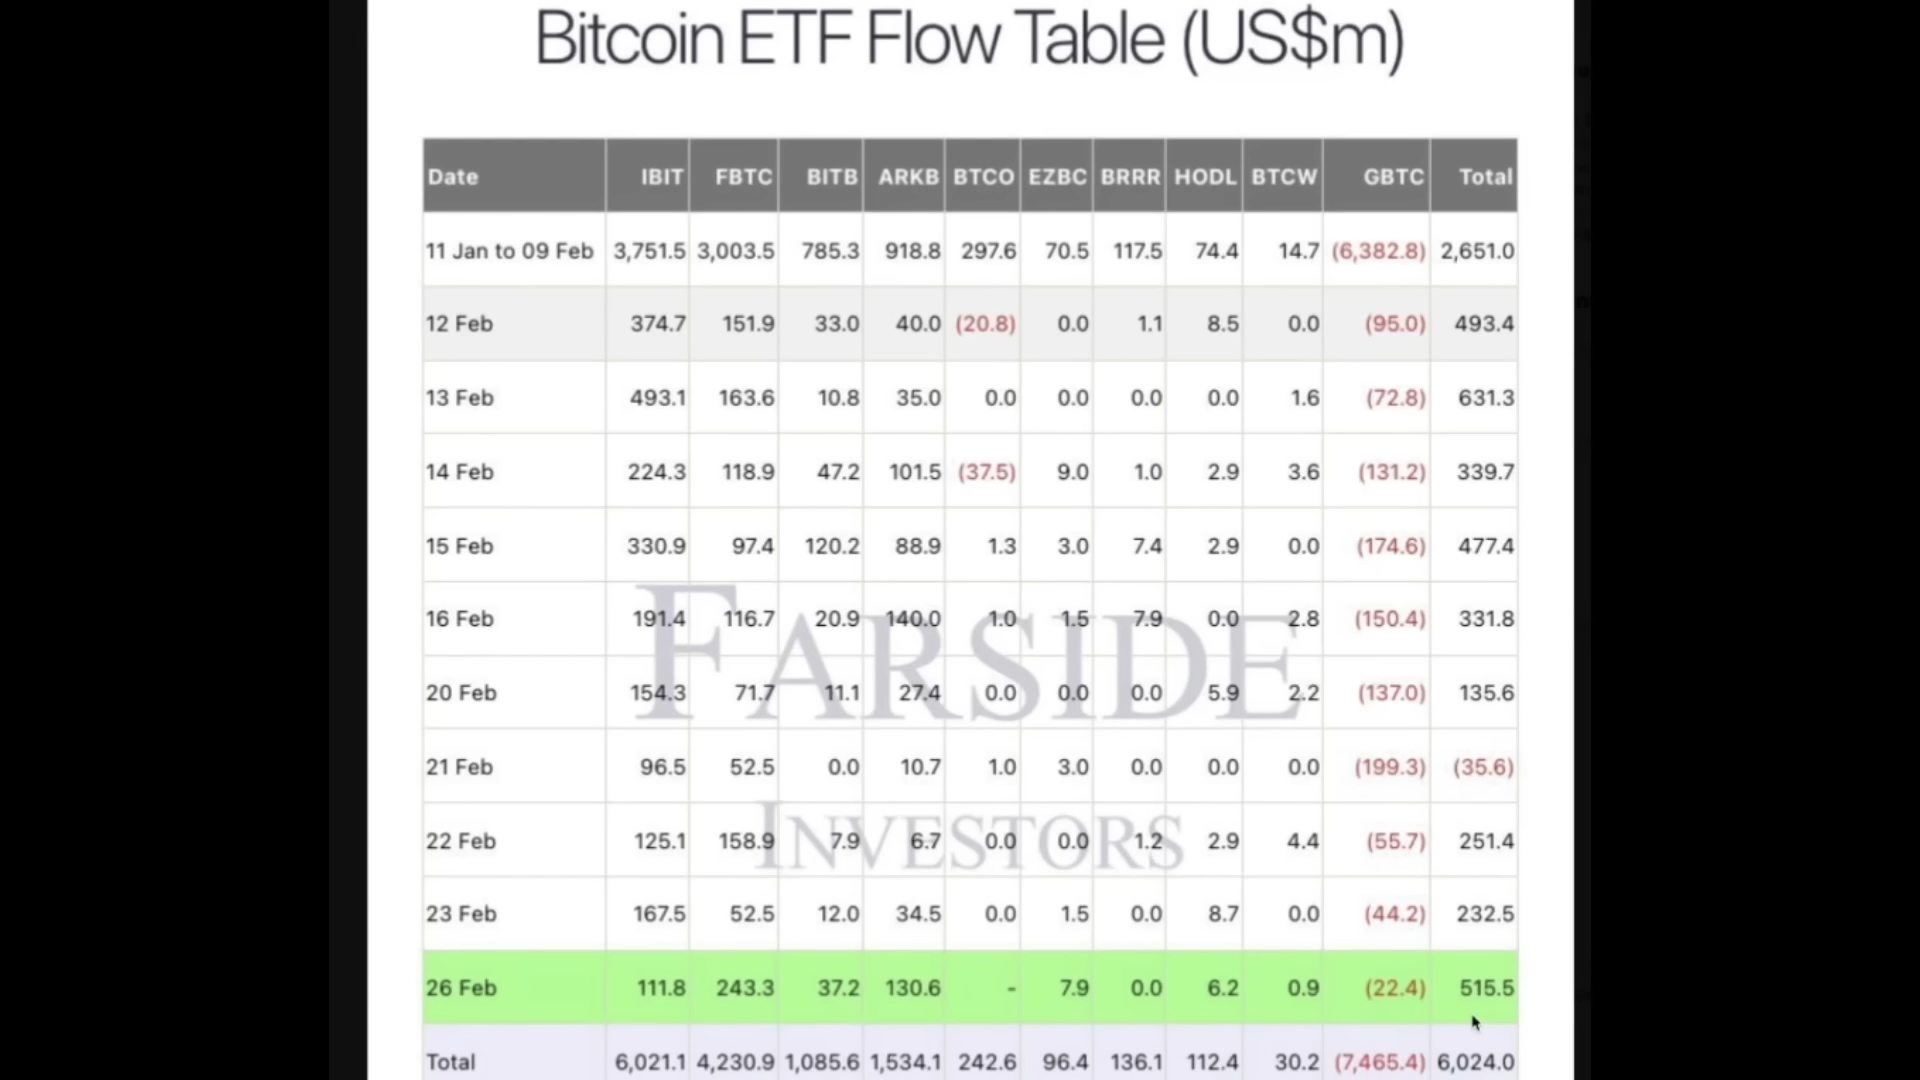 Bitcoin ETF Flow Table (US$m)
Date IBIT FBTC BITB ARKB BTCO EZBC BRRR HODL BTCW GBTC Total
11 Jan to 09 Feb 3,751.5 3,003.5 785.3 918.8 297.6 70.5 117.5 74.4 14.7 (6,382.8) 2,651.0
12 Feb 374.7 151.9 33.0 40.0 (20.8) 0.0 1.1 8.5 0.0 (95.0) 493.4
13 Feb 493.1 163.6 10.8 35.0 0.0 0.0 0.0 0.0 1.6 (72.8) 631.3
14 Feb 224.3 118.9 47.2 101.5 (37.5) 9.0 1.0 2.9 3.6 (131.2) 339.7
15 Feb 330.9 97.4 120.2 88.9 1.3 3.0 7.4 2.9 0.0 (174.6) 477.4
16 Feb 191.4 116.7 20.9 140.0 1.0 1.5 7.9 0.0 2.8 (150.4) 331.8
FARSIDE
20 Feb 154.3 71.7 11.1 27.4 0.0 0.0 0.0 5.9 2.2 (137.0) 135.6
21 Feb 96.5 52.5 0.0 10.7 1.0 3.0 0.0 0.0 0.0 (199.3) (35.6)
INVESTORS
22 Feb 125.1 158.9 7.9 6.7 0.0 0.0 1.2 2.9 4.4 (55.7) 251.4
23 Feb 167.5 52.5 12.0 34.5 0.0 1.5 0.0 8.7 0.0 (44.2) 232.5
26 Feb 111.8 243.3 37.2 130.6 - 7.9 0.0 6.2 0.9 (22.4) 515.5
Total 6,021.1 4,230.9 1,085.6 1,534.1 242.6 96.4 136.1 112.4 30.2 (7,465.4) 6,024.0